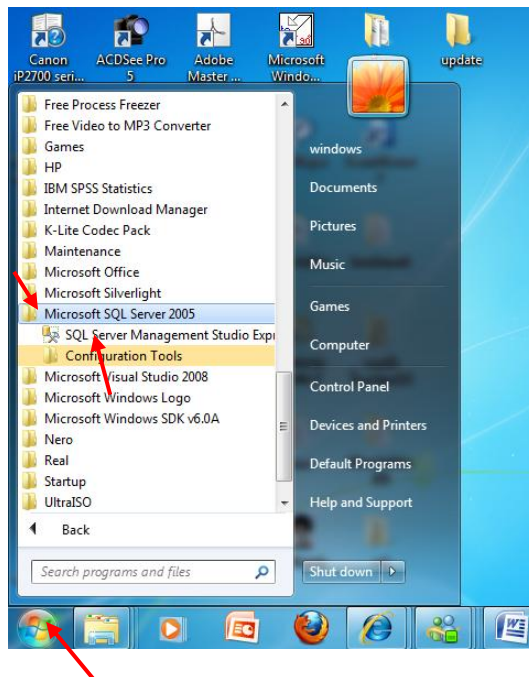 Canon iP2700 seri...
ACDSee Pro 5
Adobe Master ...
Microsoft Windo...
update
Free Process Freezer
Free Video to MP3 Converter
Games
HP
IBM SPSS Statistics
Internet Download Manager
K-Lite Codec Pack
Maintenance
Microsoft Office
Microsoft Silverlight
Microsoft SQL Server 2005
SQL Server Management Studio Expr
Configuration Tools
Microsoft Visual Studio 2008
Microsoft Windows Logo
Microsoft Windows SDK v6.0A
Nero
Real
Startup
UltraISO
Back
Search programs and files
windows
Documents
Pictures
Music
Games
Computer
Control Panel
Devices and Printers
Default Programs
Help and Support
Shut down